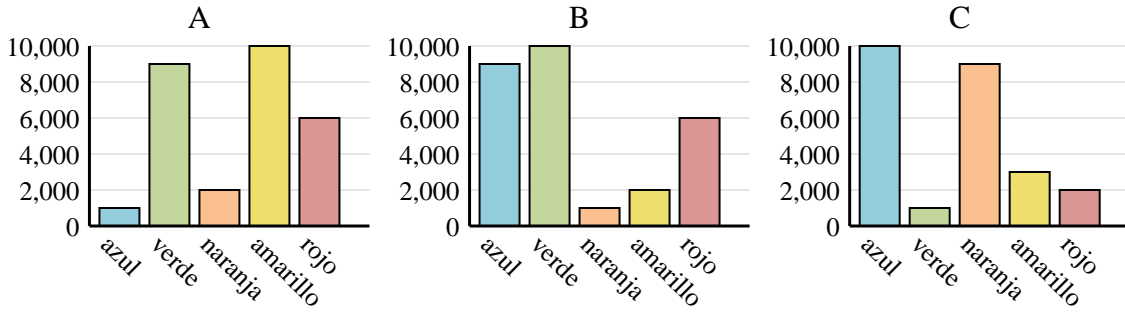 A
10,000
8,000
6,000
4,000
2,000
0
azul
verde
naranja
amarillo
rojo
B
10,000
8,000
6,000
4,000
2,000
0
azul
verde
naranja
amarillo
rojo
C
10,000
8,000
6,000
4,000
2,000
0
azul
verde
naranja
amarillo
rojo